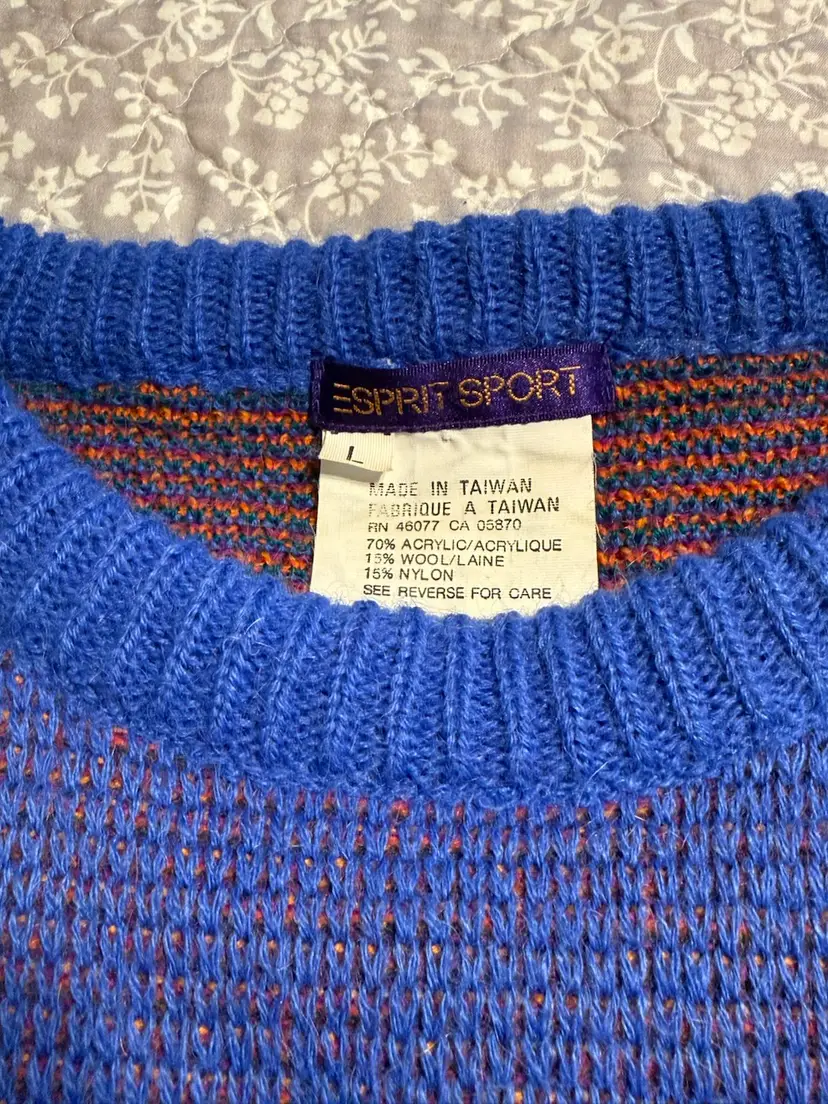 ESPRIT SPORT
L
MADE IN TAIWAN
FABRIQUE A TAIWAN
RN 46077 CA 05870
70% ACRYLIC/ACRYLIQUE
15% WOOL/LAINE
15% NYLON
SEE REVERSE FOR CARE